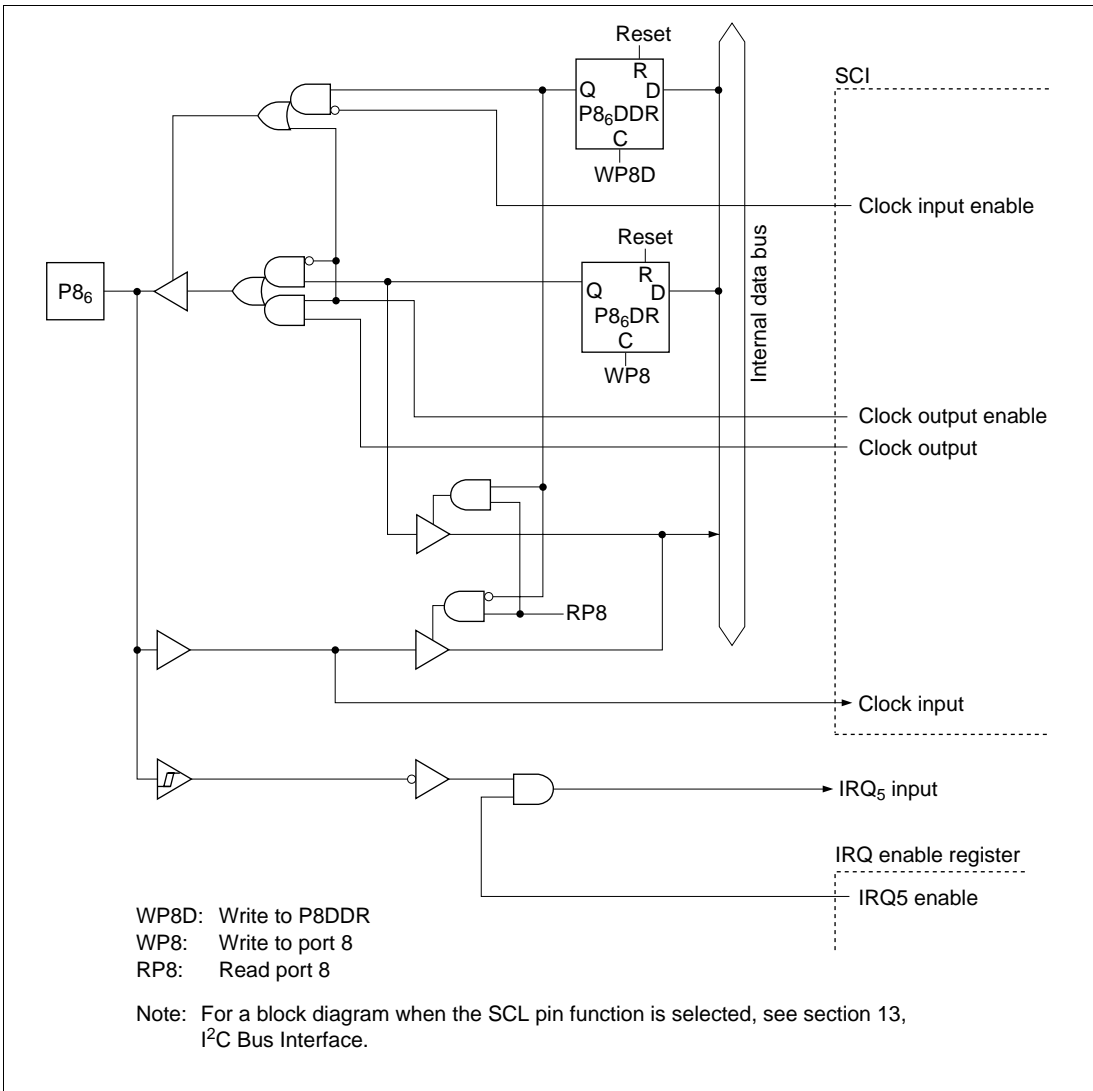 Reset
R
Q D
P8₆DDR
C
WP8D
SCI
Clock input enable
Reset
R
Q D
P8₆DR
C
WP8
Internal data bus
P8₆
Clock output enable
Clock output
RP8
Clock input
IRQ₅ input
IRQ enable register
IRQ5 enable
WP8D: Write to P8DDR
WP8: Write to port 8
RP8: Read port 8
Note: For a block diagram when the SCL pin function is selected, see section 13,
I²C Bus Interface.